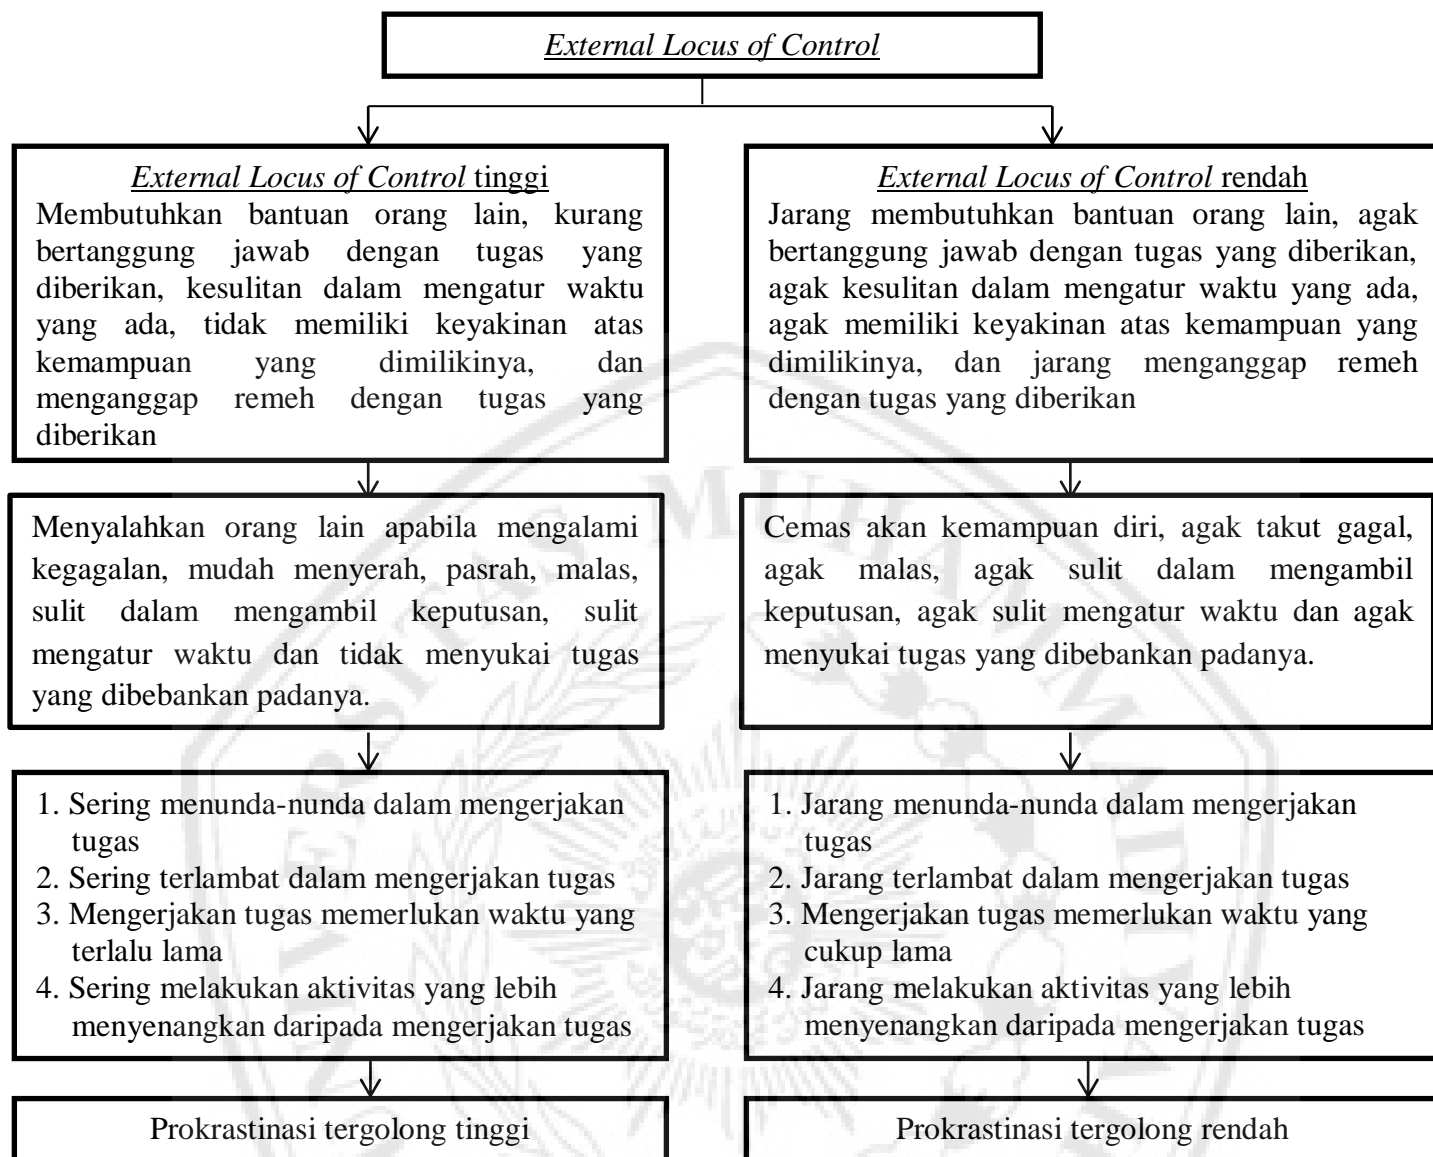 External Locus of Control
External Locus of Control tinggi
Membutuhkan bantuan orang lain, kurang
bertanggung jawab dengan tugas yang
diberikan, kesulitan dalam mengatur waktu
yang ada, tidak memiliki keyakinan atas
kemampuan yang dimilikinya, dan
menganggap remeh dengan tugas yang
diberikan
External Locus of Control rendah
Jarang membutuhkan bantuan orang lain, agak
bertanggung jawab dengan tugas yang diberikan,
agak kesulitan dalam mengatur waktu yang ada,
agak memiliki keyakinan atas kemampuan yang
dimilikinya, dan jarang menganggap remeh
dengan tugas yang diberikan
Menyalahkan orang lain apabila mengalami
kegagalan, mudah menyerah, pasrah, malas,
sulit dalam mengambil keputusan, sulit
mengatur waktu dan tidak menyukai tugas
yang dibebankan padanya.
Cemas akan kemampuan diri, agak takut gagal,
agak malas, agak sulit dalam mengambil
keputusan, agak sulit mengatur waktu dan agak
menyukai tugas yang dibebankan padanya.
1. Sering menunda-nunda dalam mengerjakan
tugas
2. Sering terlambat dalam mengerjakan tugas
3. Mengerjakan tugas memerlukan waktu yang
terlalu lama
4. Sering melakukan aktivitas yang lebih
menyenangkan daripada mengerjakan tugas
1. Jarang menunda-nunda dalam mengerjakan
tugas
2. Jarang terlambat dalam mengerjakan tugas
3. Mengerjakan tugas memerlukan waktu yang
cukup lama
4. Jarang melakukan aktivitas yang lebih
menyenangkan daripada mengerjakan tugas
Prokrastinasi tergolong tinggi
Prokrastinasi tergolong rendah